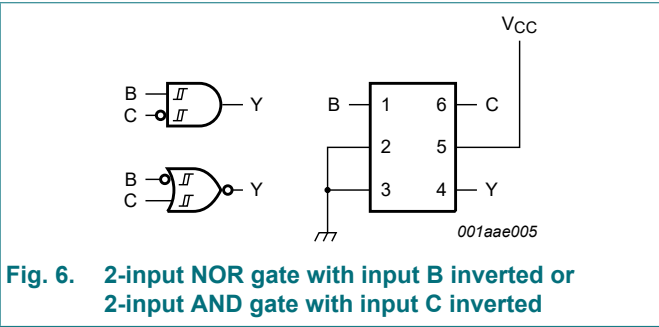 VCC
B
C
Y
B
C
Y
B 1 6 C
2 5
3 4 Y
001aae005
Fig. 6. 2-input NOR gate with input B inverted or
2-input AND gate with input C inverted